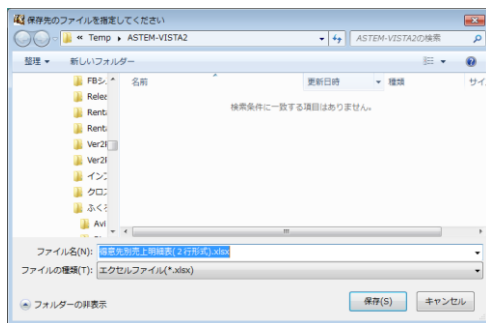 保存先のファイルを指定してください
« Temp ▸ ASTEM-VISTA2
ASTEM-VISTA2の検索
整理 ▼ 新しいフォルダー
名前 更新日時 種類 サイ
検索条件に一致する項目はありません。
FBシ
Relea
Renta
Renta
Ver2F
Ver2F
インス
クロス
ふくろ
Avi
ファイル名(N): 得意先別売上明細表(2行形式).xlsx
ファイルの種類(T): エクセルファイル(*.xlsx)
フォルダーの非表示
保存(S) キャンセル